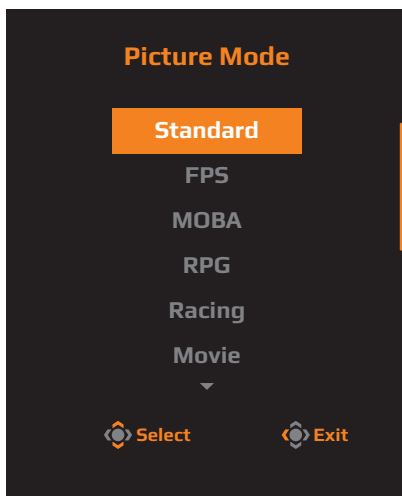 Picture Mode
Standard
FPS
MOBA
RPG
Racing
Movie
Select Exit